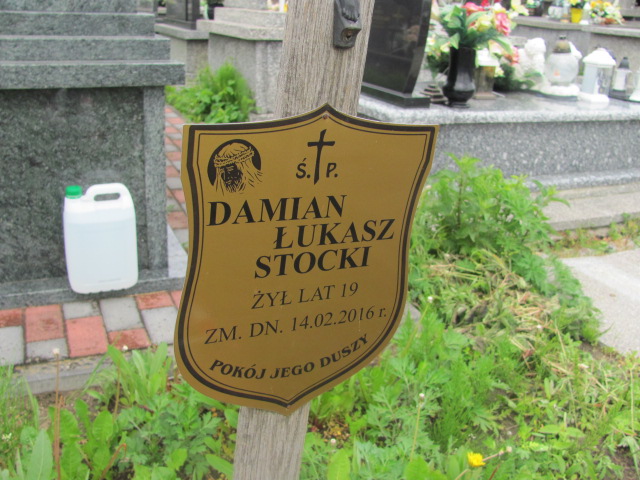 Ś. P.
DAMIAN
ŁUKASZ
STOCKI
ŻYŁ LAT 19
ZM. DN. 14.02.2016 r.
POKÓJ JEGO DUSZY